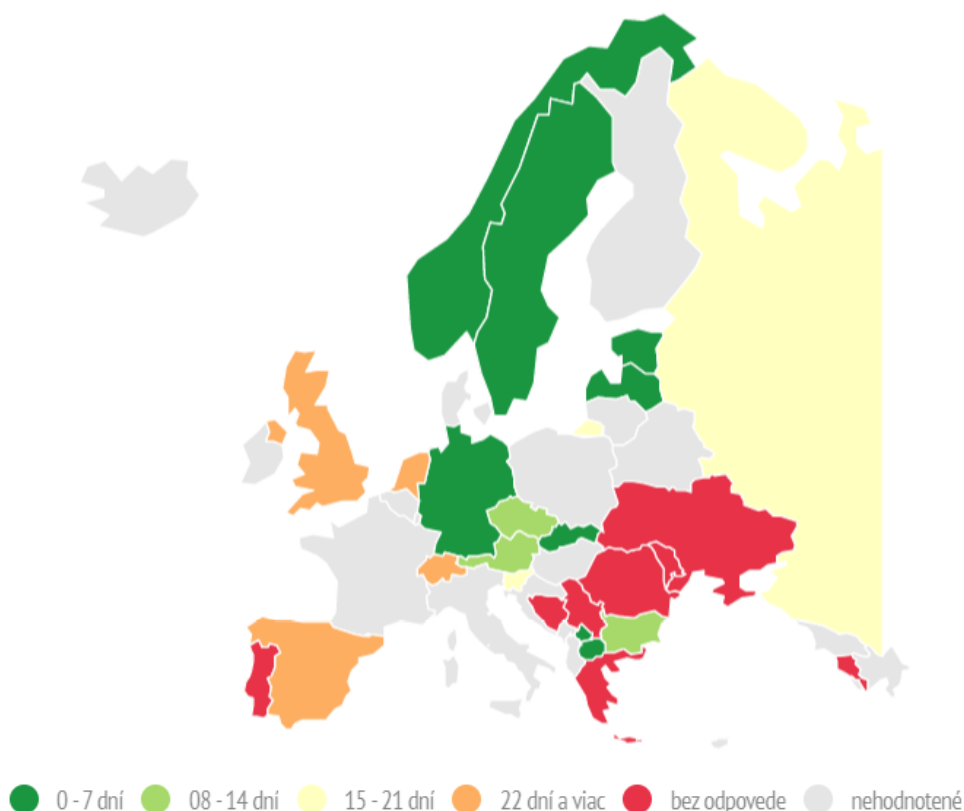 0 - 7 dní 08 - 14 dní 15 - 21 dní 22 dní a viac bez odpovede nehodnotené